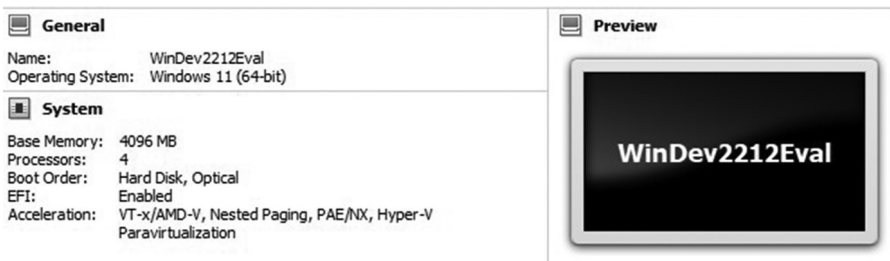 General
Name: WinDev2212Eval
Operating System: Windows 11 (64-bit)
System
Base Memory: 4096 MB
Processors: 4
Boot Order: Hard Disk, Optical
EFI: Enabled
Acceleration: VT-x/AMD-V, Nested Paging, PAE/NX, Hyper-V
Paravirtualization
Preview
WinDev2212Eval